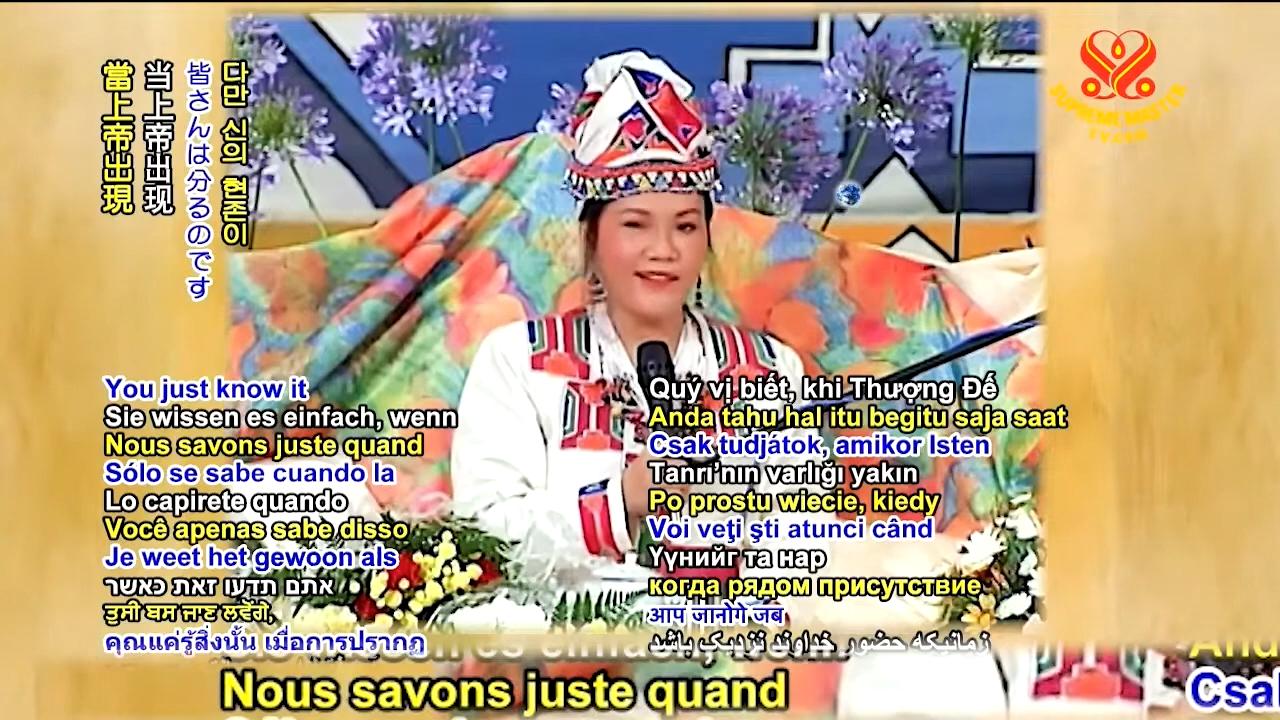 當上帝出現
当上帝出现
皆さんは分るのです
다만 신의 현존이
SUPREME MASTER
TV.COM
You just know it
Sie wissen es einfach, wenn
Nous savons juste quand
Sólo se sabe cuando la
Lo capirete quando
Você apenas sabe disso
Je weet het gewoon als
אתם תדעו זאת כאשר
ਤੁਸੀ ਬਸ ਜਾਣ ਲਵੋਗੇ,
คุณแค่รู้สิ่งนั้น เมื่อการปรากฏ
Quý vị biết, khi Thượng Đế
Anda tahu hal itu begitu saja saat
Csak tudjátok, amikor Isten
Tanrı’nın varlığı yakın
Po prostu wiecie, kiedy
Voi veţi şti atunci când
Үүнийг та нар
когда рядом присутствие
आप जानोगे जब
زمانیکه حضور خداوند نزدیک باشد
Nous savons juste quand
Csa